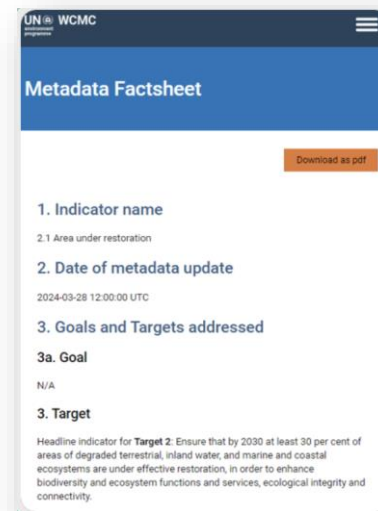 UN WCMC
environment
programme
Metadata Factsheet
Download as pdf
1. Indicator name
2.1 Area under restoration
2. Date of metadata update
2024-03-28 12:00:00 UTC
3. Goals and Targets addressed
3a. Goal
N/A
3. Target
Headline indicator for Target 2: Ensure that by 2030 at least 30 per cent of
areas of degraded terrestrial, inland water, and marine and coastal
ecosystems are under effective restoration, in order to enhance
biodiversity and ecosystem functions and services, ecological integrity and
connectivity.